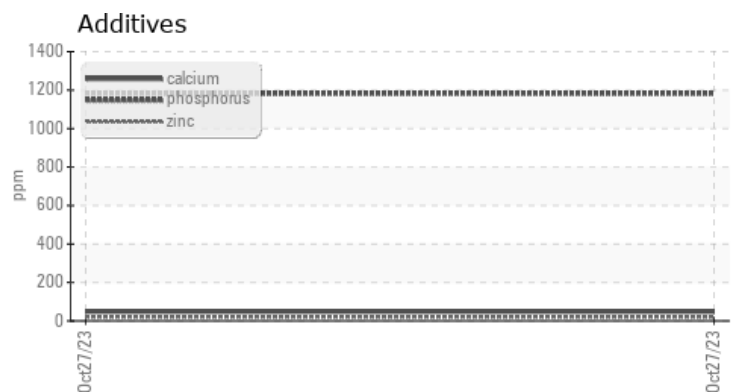 Additives
1400
1200
1000
800
600
400
200
0
ppm
calcium
phosphorus
zinc
Oct27/23
Oct27/23